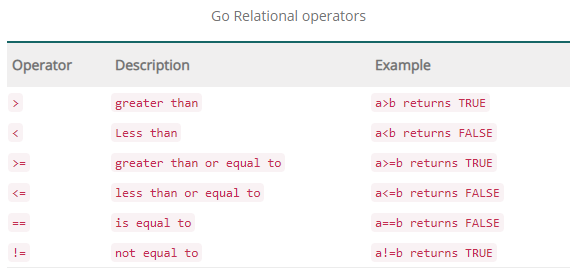 Go Relational operators
Operator Description Example
> greater than a>b returns TRUE
< Less than a<b returns FALSE
>= greater than or equal to a>=b returns TRUE
<= less than or equal to a<=b returns FALSE
== is equal to a==b returns FALSE
!= not equal to a!=b returns TRUE